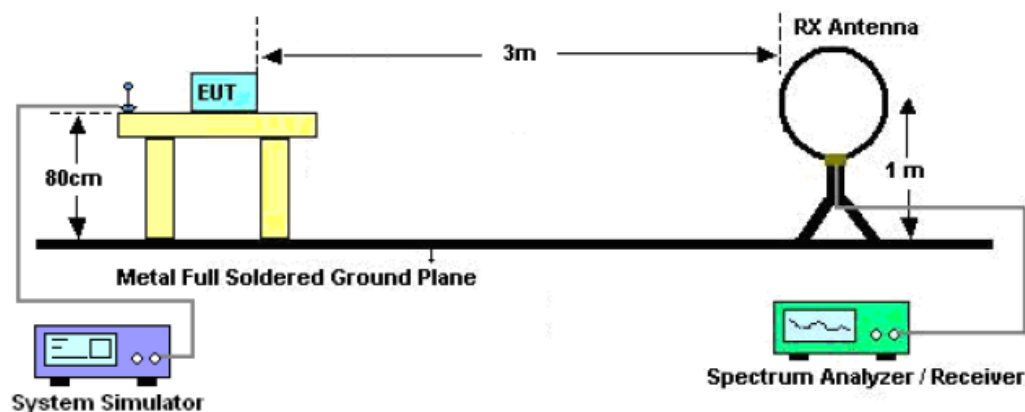 RX Antenna
3m
EUT
80cm
1 m
Metal Full Soldered Ground Plane
System Simulator
Spectrum Analyzer / Receiver